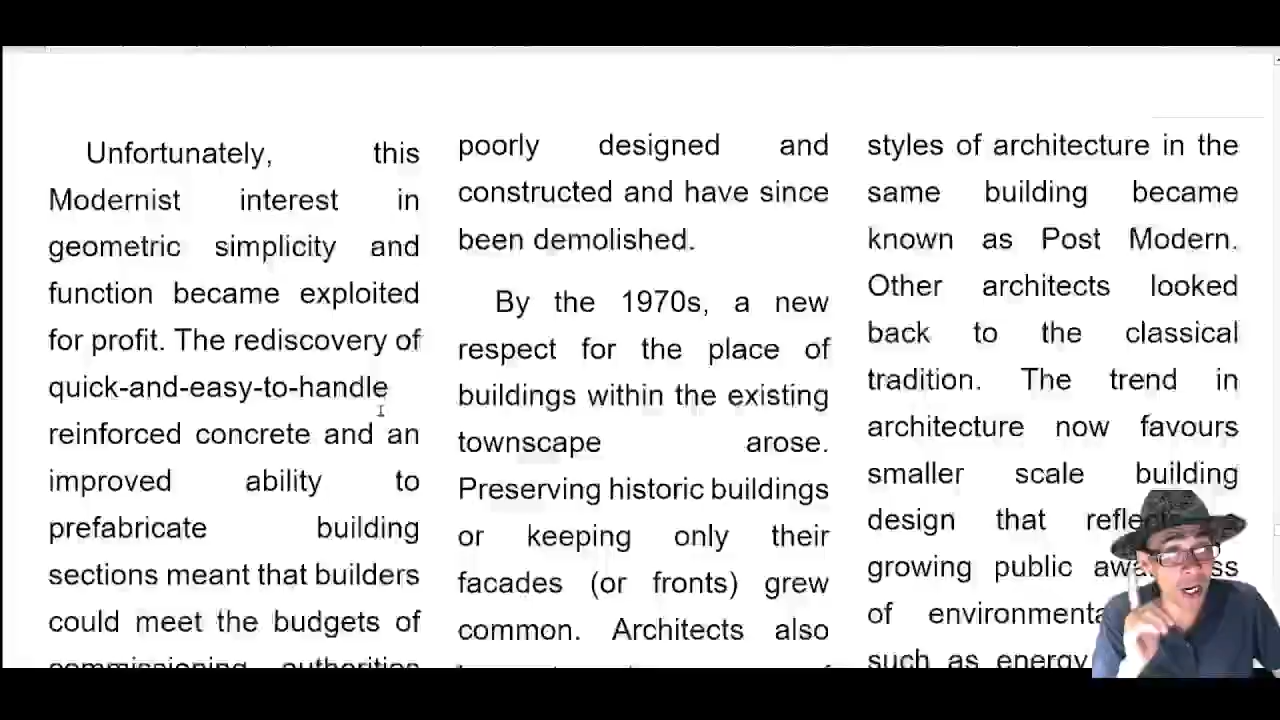 Unfortunately, this
Modernist interest in
geometric simplicity and
function became exploited
for profit. The rediscovery of
quick-and-easy-to-handle
reinforced concrete and an
improved ability to
prefabricate building
sections meant that builders
could meet the budgets of
commissioning authorities
poorly designed and
constructed and have since
been demolished.
By the 1970s, a new
respect for the place of
buildings within the existing
townscape arose.
Preserving historic buildings
or keeping only their
facades (or fronts) grew
common. Architects also
styles of architecture in the
same building became
known as Post Modern.
Other architects looked
back to the classical
tradition. The trend in
architecture now favours
smaller scale building
design that
growing public
of
such as energy